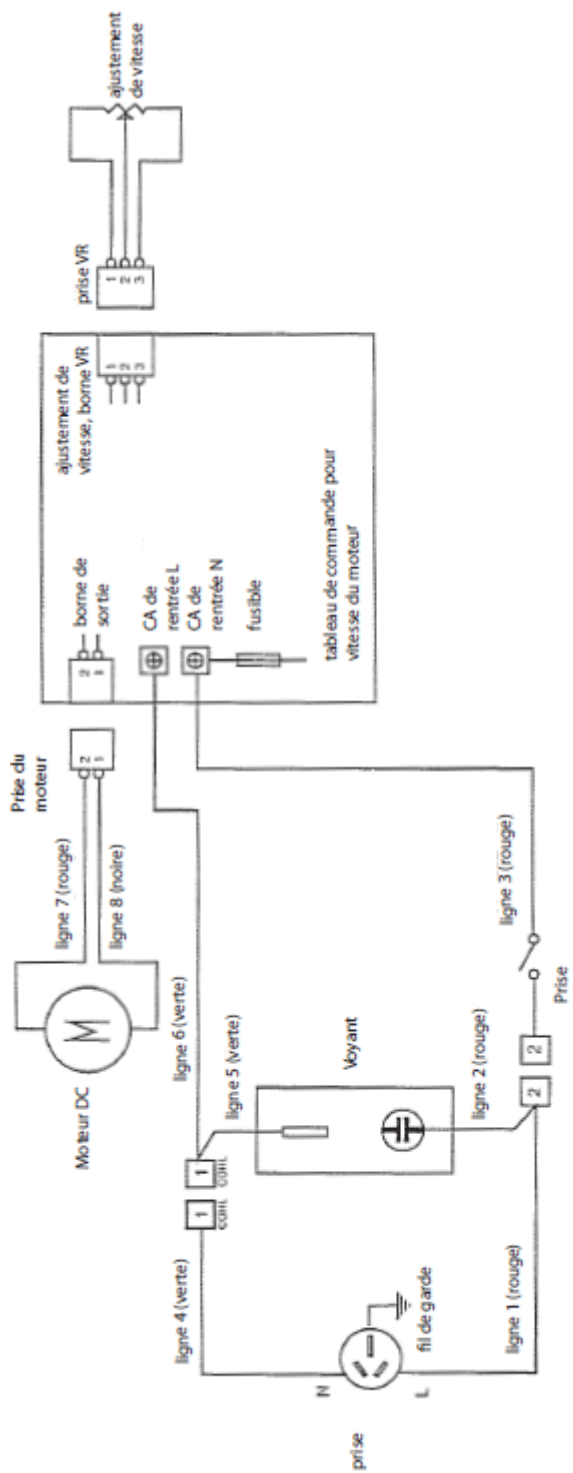 prise
N
L
fil de garde
ligne 4 (verte)
ligne 1 (rouge)
1
CON1.
1
CON1.
ligne 5 (verte)
Voyant
ligne 2 (rouge)
2
2
Prise
ligne 3 (rouge)
ligne 6 (verte)
Moteur DC
M
ligne 7 (rouge)
ligne 8 (noire)
Prise du
moteur
2
1
2
1
borne de
sortie
CA de
rentrée L
CA de
rentrée N
fusible
tableau de commande pour
vitesse du moteur
ajustement de
vitesse, borne VR
1
2
3
prise VR
1
2
3
ajustement
de vitesse